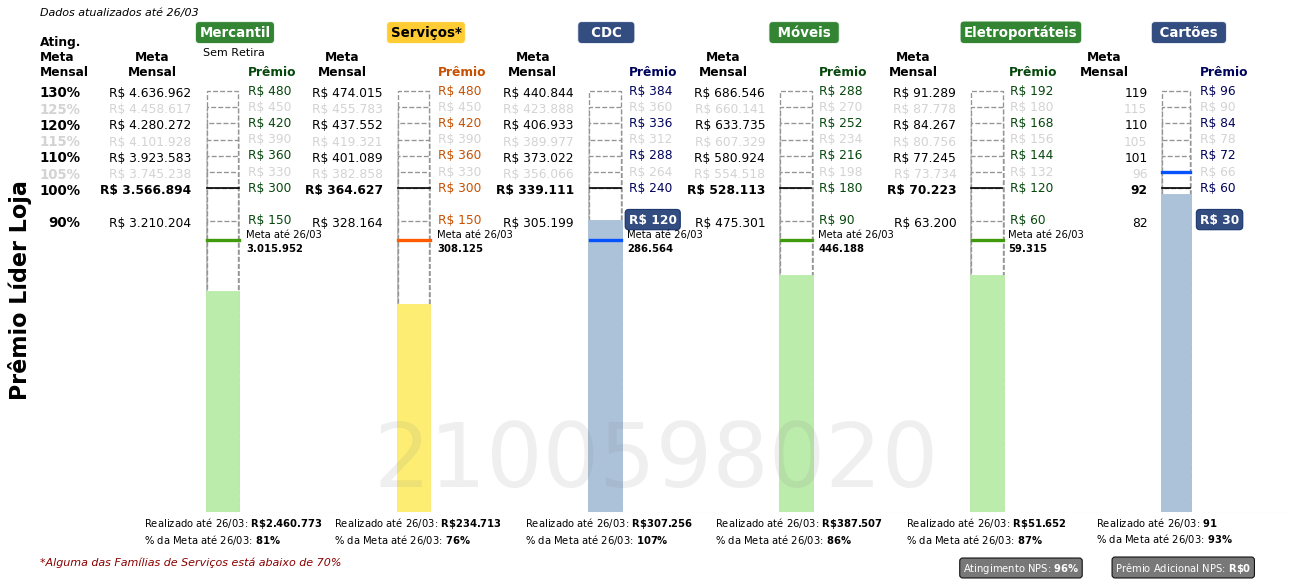 Dados atualizados até 26/03
Mercantil Serviços* CDC Móveis Eletroportáteis Cartões
Sem Retira
Ating. Meta Mensal Meta Mensal Prêmio Meta Mensal Prêmio Meta Mensal Prêmio Meta Mensal Prêmio Meta Mensal Prêmio Meta Mensal Prêmio
130% R$ 4.636.962 R$ 480 R$ 474.015 R$ 480 R$ 440.844 R$ 384 R$ 686.546 R$ 288 R$ 91.289 R$ 192 119 R$ 96
125% R$ 4.458.617 R$ 450 R$ 455.783 R$ 450 R$ 423.888 R$ 360 R$ 660.141 R$ 270 R$ 87.778 R$ 180 115 R$ 90
120% R$ 4.280.272 R$ 420 R$ 437.552 R$ 420 R$ 406.933 R$ 336 R$ 633.735 R$ 252 R$ 84.267 R$ 168 110 R$ 84
115% R$ 4.101.928 R$ 390 R$ 419.321 R$ 390 R$ 389.977 R$ 312 R$ 607.329 R$ 234 R$ 80.756 R$ 156 105 R$ 78
110% R$ 3.923.583 R$ 360 R$ 401.089 R$ 360 R$ 373.022 R$ 288 R$ 580.924 R$ 216 R$ 77.245 R$ 144 101 R$ 72
105% R$ 3.745.238 R$ 330 R$ 382.858 R$ 330 R$ 356.066 R$ 264 R$ 554.518 R$ 198 R$ 73.734 R$ 132 96 R$ 66
100% R$ 3.566.894 R$ 300 R$ 364.627 R$ 300 R$ 339.111 R$ 240 R$ 528.113 R$ 180 R$ 70.223 R$ 120 92 R$ 60
90% R$ 3.210.204 R$ 150 R$ 328.164 R$ 150 R$ 305.199 R$ 120 R$ 475.301 R$ 90 R$ 63.200 R$ 60 82 R$ 30
Meta até 26/03 Meta até 26/03 Meta até 26/03 Meta até 26/03 Meta até 26/03
3.015.952 308.125 286.564 446.188 59.315
Prêmio Líder Loja
2100598020
Realizado até 26/03: R$2.460.773 Realizado até 26/03: R$234.713 Realizado até 26/03: R$307.256 Realizado até 26/03: R$387.507 Realizado até 26/03: R$51.652 Realizado até 26/03: 91
% da Meta até 26/03: 81% % da Meta até 26/03: 76% % da Meta até 26/03: 107% % da Meta até 26/03: 86% % da Meta até 26/03: 87% % da Meta até 26/03: 93%
*Alguma das Famílias de Serviços está abaixo de 70% Atingimento NPS: 96% Prêmio Adicional NPS: R$0